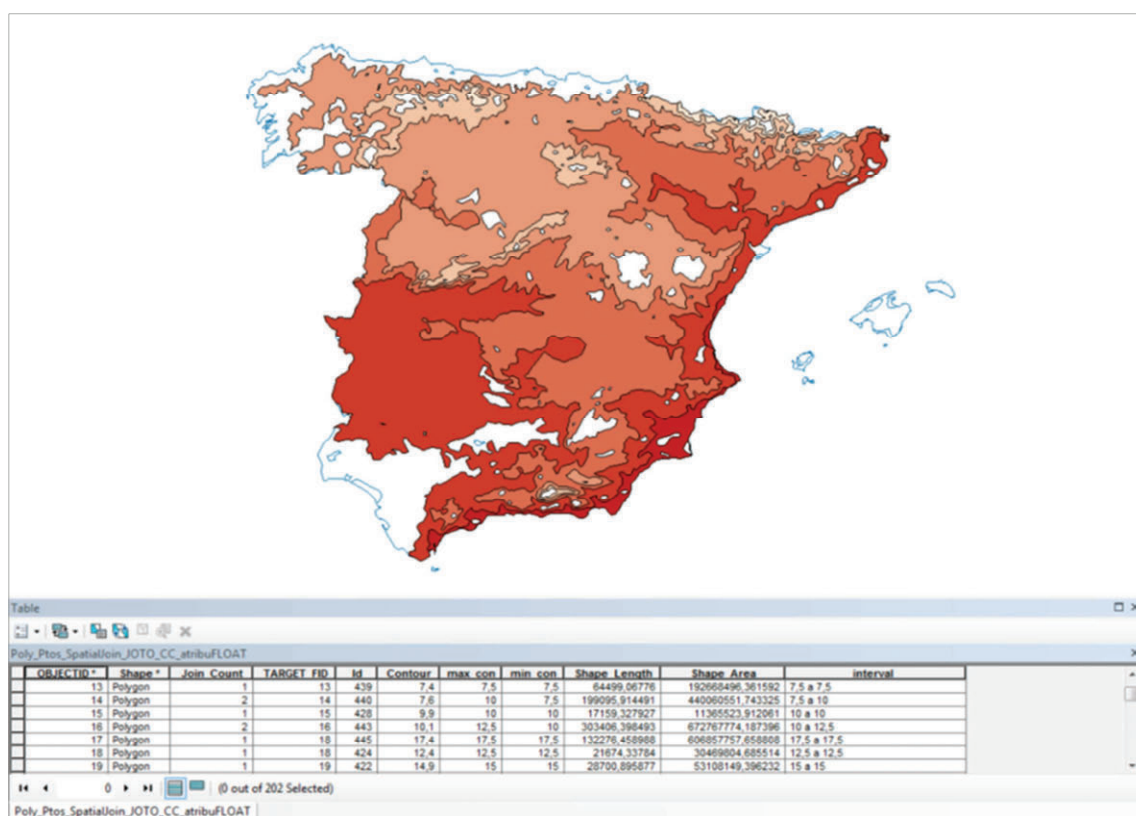 Table
Poly_Ptos_SpatialJoin_JOTO_CC_atribuFLOAT
OBJECTID * Shape * Join_Count TARGET_FID Id Contour max_con min_con Shape_Length Shape_Area interval
13 Polygon 1 13 439 7,4 7,5 7,5 64499,06776 192668496,361592 7,5 a 7,5
14 Polygon 2 14 440 7,6 10 7,5 199095,914491 440060551,743325 7,5 a 10
15 Polygon 1 15 428 9,9 10 10 17159,327927 11365523,912061 10 a 10
16 Polygon 2 16 443 10,1 12,5 10 303406,398493 672767774,187396 10 a 12,5
17 Polygon 1 18 445 17,4 17,5 17,5 132276,458988 606857757,658808 17,5 a 17,5
18 Polygon 1 18 424 12,4 12,5 12,5 21674,33784 30469804,685514 12,5 a 12,5
19 Polygon 1 19 422 14,9 15 15 28700,895877 53108149,396232 15 a 15
0 (0 out of 202 Selected)
Poly_Ptos_SpatialJoin_JOTO_CC_atribuFLOAT